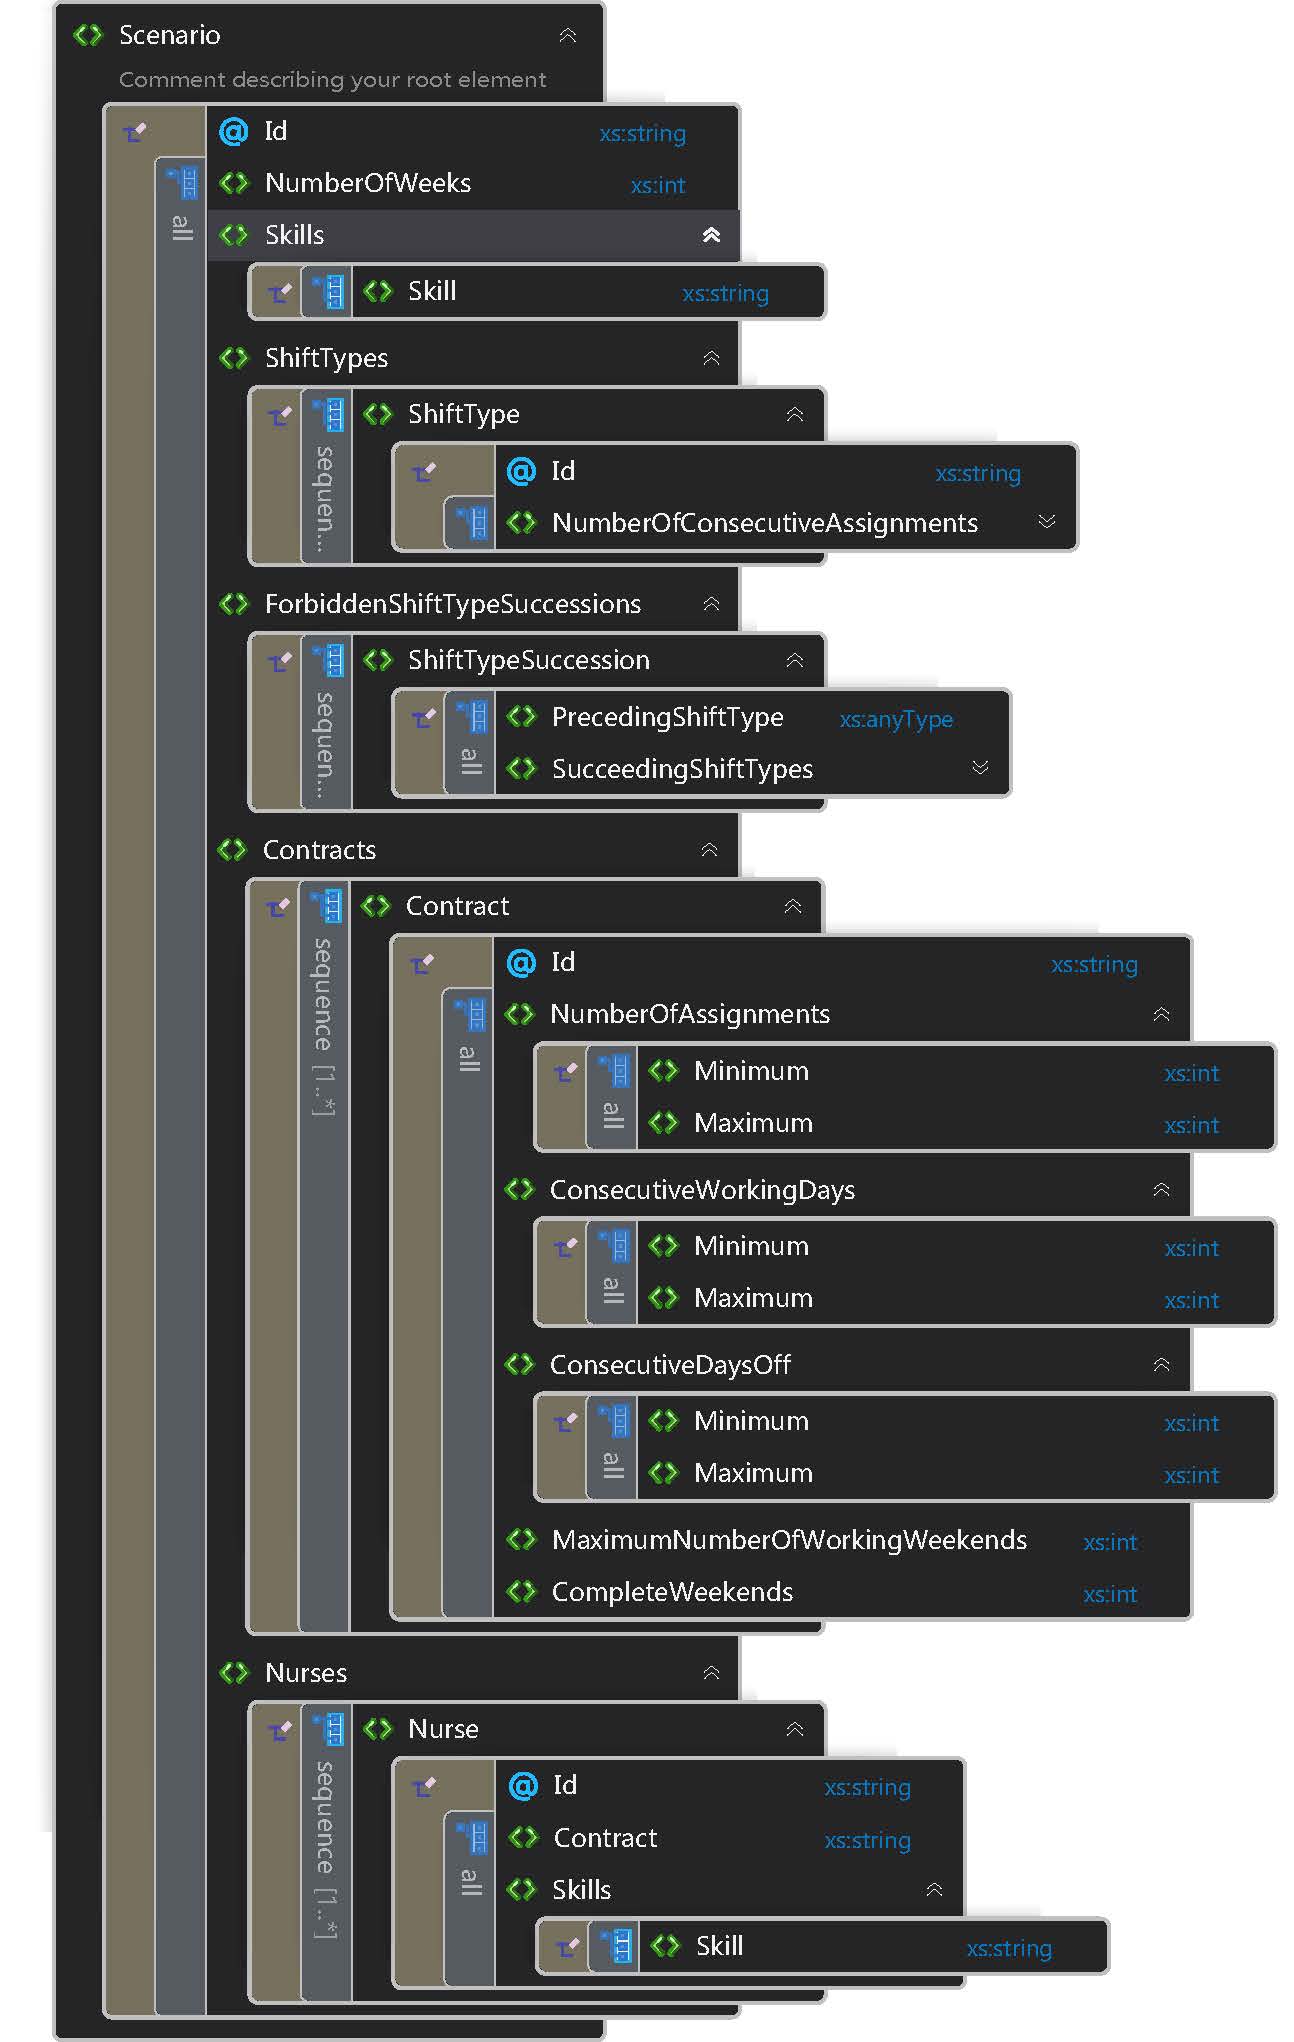 Scenario
Comment describing your root element
@ Id xs:string
NumberOfWeeks xs:int
all
Skills
Skill xs:string
ShiftTypes
ShiftType
sequen...
@ Id xs:string
NumberOfConsecutiveAssignments
ForbiddenShiftTypeSuccessions
ShiftTypeSuccession
sequen...
PrecedingShiftType xs:anyType
all
SucceedingShiftTypes
Contracts
Contract
sequence [1..*]
@ Id xs:string
NumberOfAssignments
all
Minimum xs:int
all
Maximum xs:int
ConsecutiveWorkingDays
Minimum xs:int
all
Maximum xs:int
ConsecutiveDaysOff
Minimum xs:int
all
Maximum xs:int
MaximumNumberOfWorkingWeekends xs:int
CompleteWeekends xs:int
Nurses
Nurse
sequence [1..*]
@ Id xs:string
Contract xs:string
all
Skills
Skill xs:string